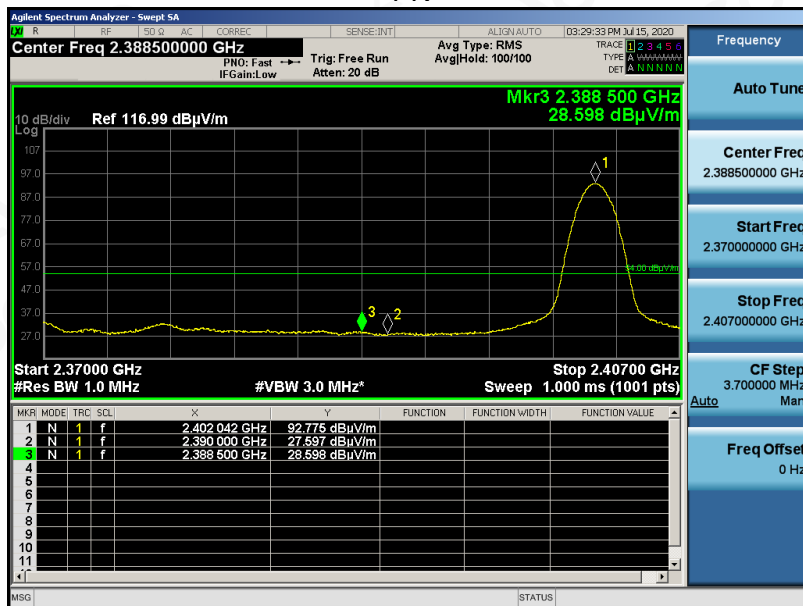 Agilent Spectrum Analyzer - Swept SA
LXI R RF 50 Ω AC CORREC SENSE:INT ALIGN AUTO 03:29:33 PM Jul 15, 2020
Center Freq 2.388500000 GHz
PNO: Fast
IFGain:Low
Trig: Free Run
Atten: 20 dB
Avg Type: RMS
Avg|Hold: 100/100
TRACE 1 2 3 4 5 6
TYPE A WWWWW
DET A N N N N N
Mkr3 2.388 500 GHz
28.598 dBµV/m
10 dB/div Ref 116.99 dBµV/m
Log
107
97.0
87.0
77.0
67.0
57.0
47.0
37.0
27.0
1
3
2
54.00 dBµV/m
Start 2.37000 GHz Stop 2.40700 GHz
#Res BW 1.0 MHz #VBW 3.0 MHz* Sweep 1.000 ms (1001 pts)
MKR MODE TRC SCL X Y FUNCTION FUNCTION WIDTH FUNCTION VALUE
1 N 1 f 2.402 042 GHz 92.775 dBµV/m
2 N 1 f 2.390 000 GHz 27.597 dBµV/m
3 N 1 f 2.388 500 GHz 28.598 dBµV/m
4
5
6
7
8
9
10
11
MSG STATUS
Frequency
Auto Tune
Center Freq
2.388500000 GHz
Start Freq
2.370000000 GHz
Stop Freq
2.407000000 GHz
CF Step
3.700000 MHz
Auto Man
Freq Offset
0 Hz